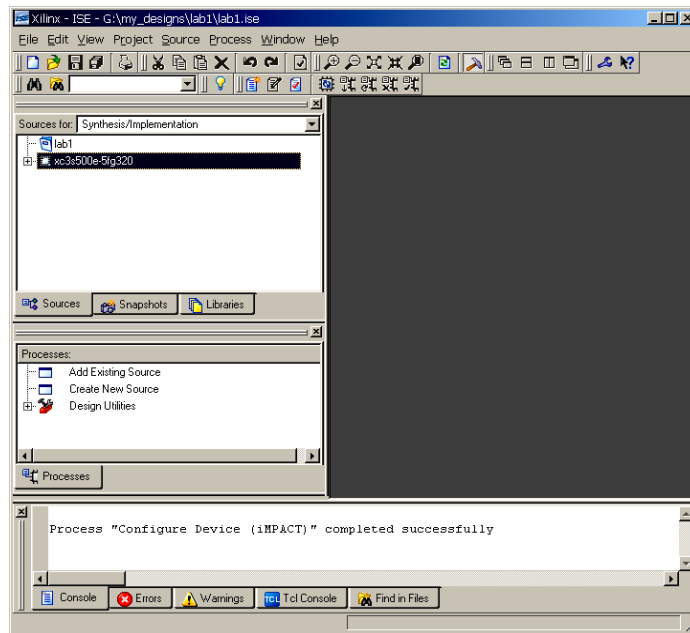 Xilinx - ISE - G:\my_designs\lab1\lab1.ise
File Edit View Project Source Process Window Help
Sources for: Synthesis/Implementation
lab1
xc3s500e-5fg320
Sources Snapshots Libraries
Processes:
Add Existing Source
Create New Source
Design Utilities
Processes
Process "Configure Device (iMPACT)" completed successfully
Console Errors Warnings TCL Tcl Console Find in Files